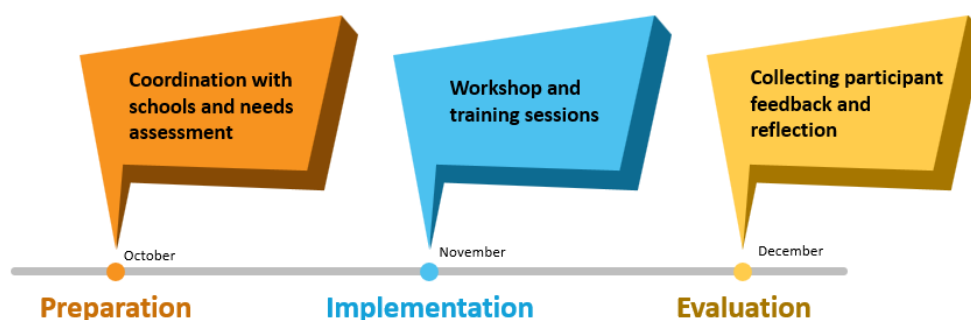 Coordination with
schools and needs
assessment
Workshop and
training sessions
Collecting participant
feedback and
reflection
October
November
December
Preparation
Implementation
Evaluation